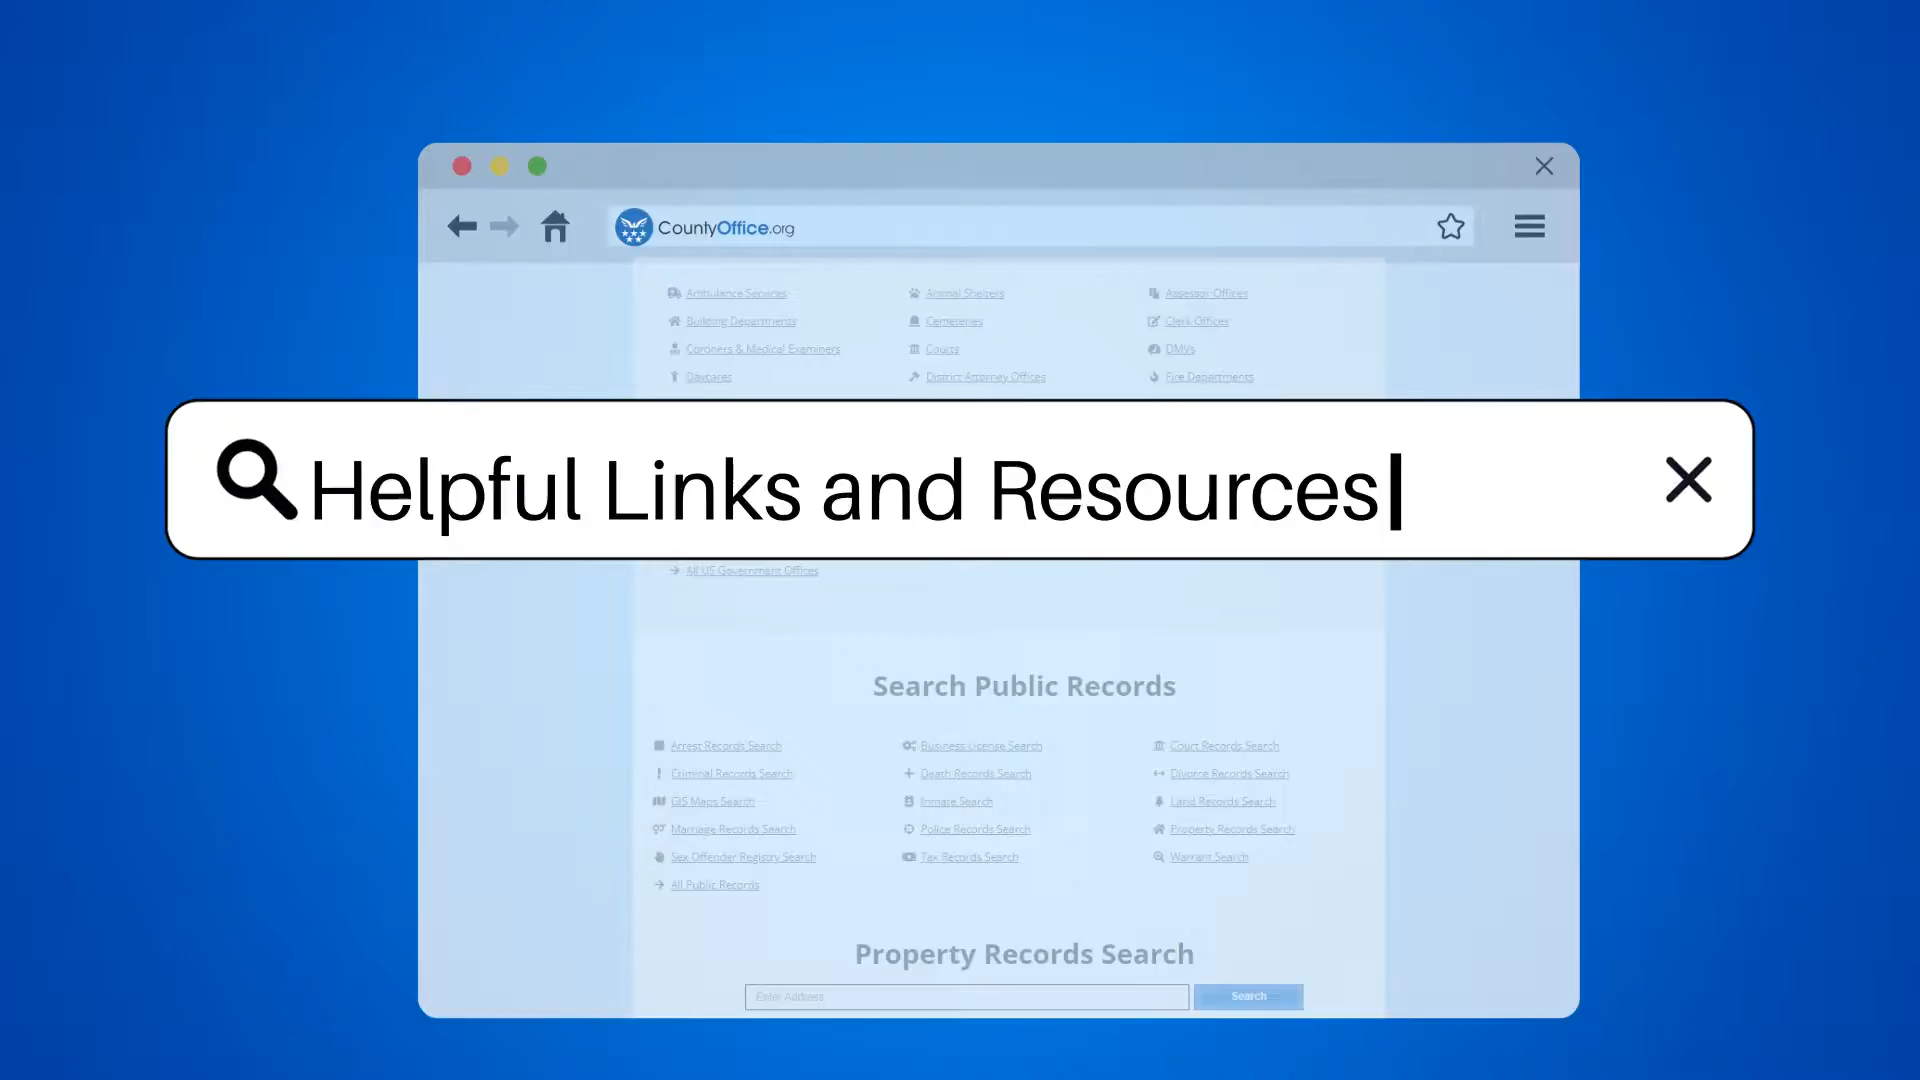 CountyOffice.org
Ambulance Services Animal Shelters Assessor Offices
Building Departments Cemeteries Clerk Offices
Coroners & Medical Examiners Courts DMVs
Daycares District Attorney Offices Fire Departments
Helpful Links and Resources
All US Government Offices
Search Public Records
Arrest Records Search Business License Search Court Records Search
Criminal Records Search Death Records Search Divorce Records Search
GIS Maps Search Inmate Search Land Records Search
Marriage Records Search Police Records Search Property Records Search
Sex Offender Registry Search Tax Records Search Warrant Search
All Public Records
Property Records Search
Enter Address Search